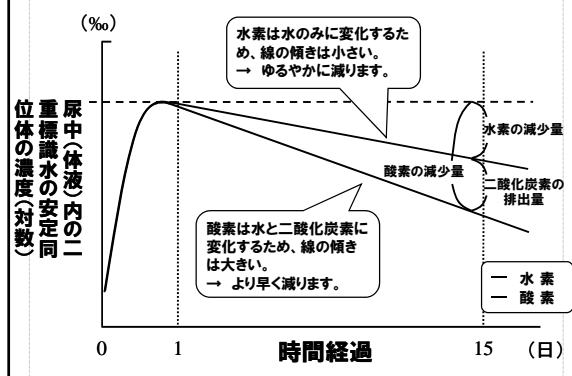 (‰)
水素は水のみに変化するた
め、線の傾きは小さい。
→ ゆるやかに減ります。
尿中(体液)内の二
重標識水の安定同
位体の濃度(対数)
水素の減少量
酸素の減少量
二酸化炭素の
排出量
酸素は水と二酸化炭素に
変化するため、線の傾き
は大きい。
→ より早く減ります。
— 水 素
— 酸 素
0
1
時間経過
15
(日)